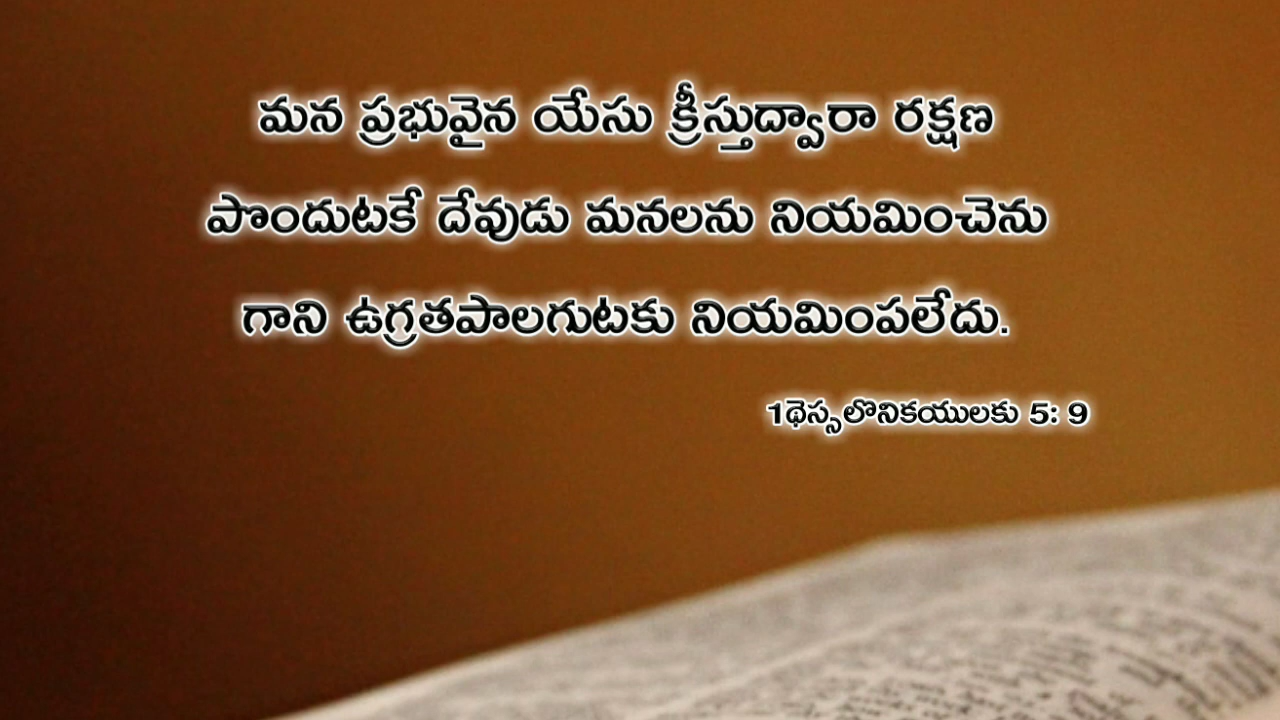 మన ప్రభువైన యేసు క్రీస్తుద్వారా రక్షణ
పొందుటకే దేవుడు మనలను నియమించెను
గాని ఉగ్రతపాలగుటకు నియమింపలేదు.
1థెస్సలొనికయులకు 5: 9